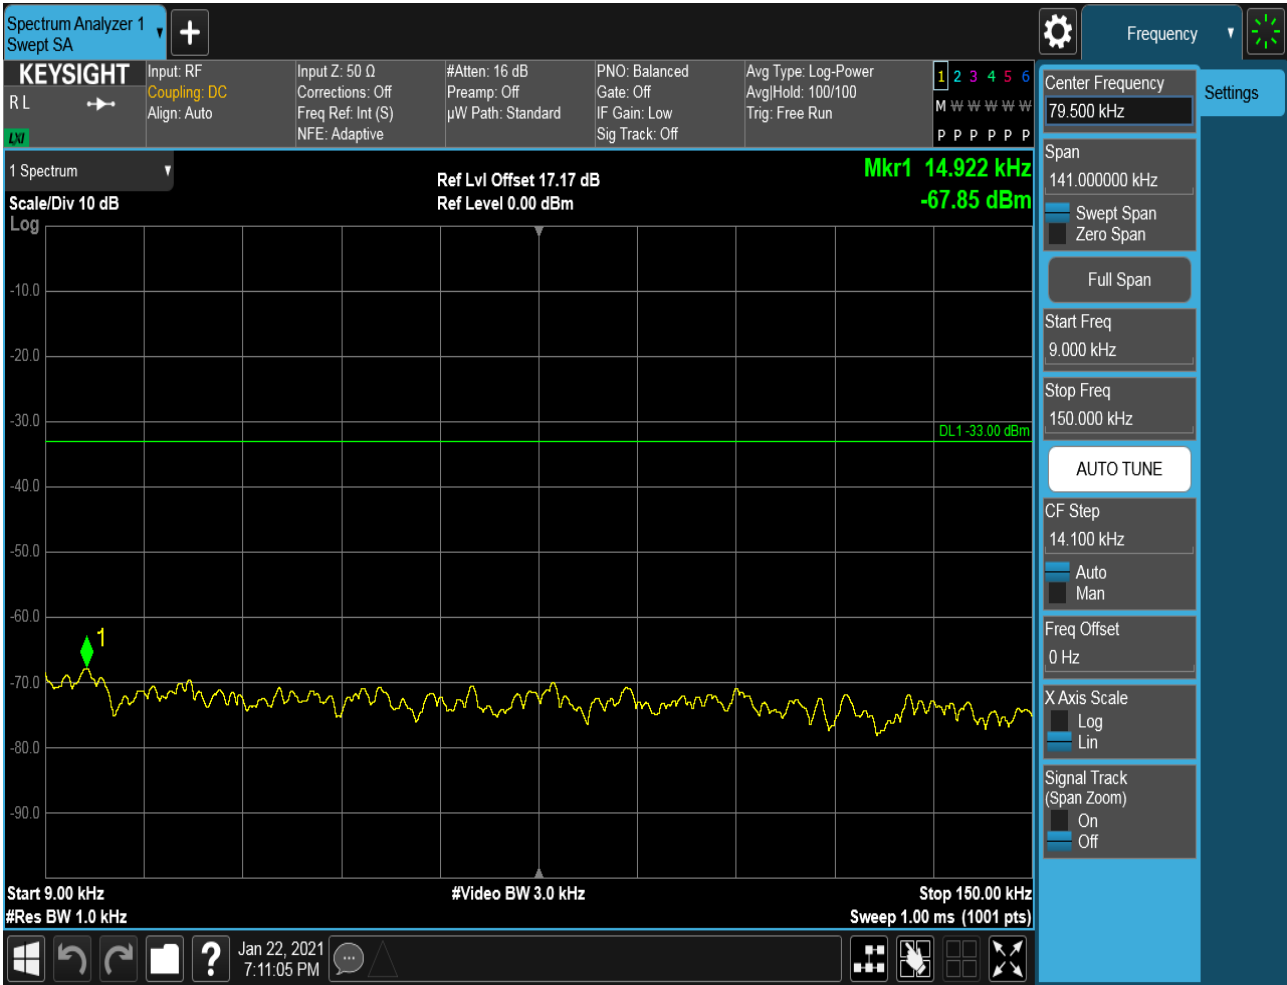 Spectrum Analyzer 1
Swept SA
Frequency
KEYSIGHT
R L
LXI
Input: RF
Coupling: DC
Align: Auto
Input Z: 50 Ω
Corrections: Off
Freq Ref: Int (S)
NFE: Adaptive
#Atten: 16 dB
Preamp: Off
µW Path: Standard
PNO: Balanced
Gate: Off
IF Gain: Low
Sig Track: Off
Avg Type: Log-Power
Avg|Hold: 100/100
Trig: Free Run
1 2 3 4 5 6
M W W W W W
P P P P P P
1 Spectrum
Scale/Div 10 dB
Log
Ref Lvl Offset 17.17 dB
Ref Level 0.00 dBm
Mkr1 14.922 kHz
-67.85 dBm
-10.0
-20.0
-30.0
DL1 -33.00 dBm
-40.0
-50.0
-60.0
1
-70.0
-80.0
-90.0
Start 9.00 kHz
#Video BW 3.0 kHz
Stop 150.00 kHz
#Res BW 1.0 kHz
Sweep 1.00 ms (1001 pts)
Center Frequency
79.500 kHz
Settings
Span
141.000000 kHz
Swept Span
Zero Span
Full Span
Start Freq
9.000 kHz
Stop Freq
150.000 kHz
AUTO TUNE
CF Step
14.100 kHz
Auto
Man
Freq Offset
0 Hz
X Axis Scale
Log
Lin
Signal Track
(Span Zoom)
On
Off
?
Jan 22, 2021
7:11:05 PM